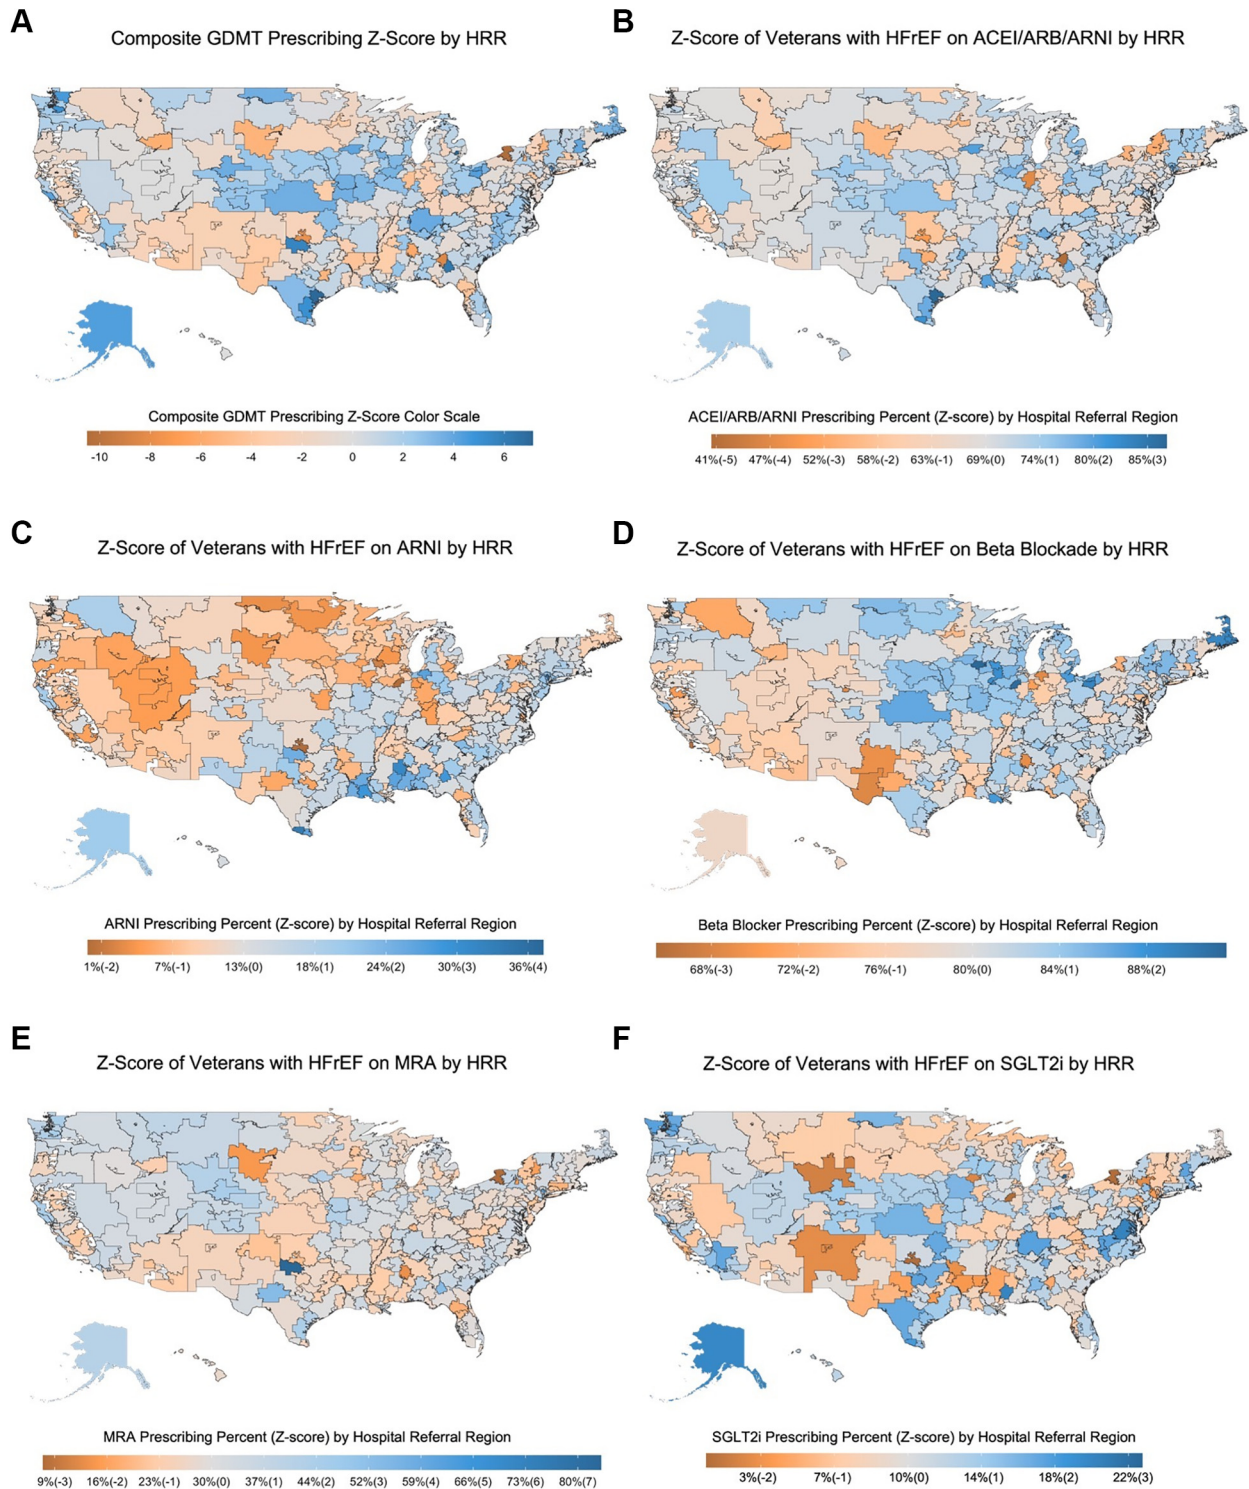 A
Composite GDMT Prescribing Z-Score by HRR
Composite GDMT Prescribing Z-Score Color Scale
-10 -8 -6 -4 -2 0 2 4 6
B
Z-Score of Veterans with HFrEF on ACEI/ARB/ARNI by HRR
ACEI/ARB/ARNI Prescribing Percent (Z-score) by Hospital Referral Region
41%(-5) 47%(-4) 52%(-3) 58%(-2) 63%(-1) 69%(0) 74%(1) 80%(2) 85%(3)
C
Z-Score of Veterans with HFrEF on ARNI by HRR
ARNI Prescribing Percent (Z-score) by Hospital Referral Region
1%(-2) 7%(-1) 13%(0) 18%(1) 24%(2) 30%(3) 36%(4)
D
Z-Score of Veterans with HFrEF on Beta Blockade by HRR
Beta Blocker Prescribing Percent (Z-score) by Hospital Referral Region
68%(-3) 72%(-2) 76%(-1) 80%(0) 84%(1) 88%(2)
E
Z-Score of Veterans with HFrEF on MRA by HRR
MRA Prescribing Percent (Z-score) by Hospital Referral Region
9%(-3) 16%(-2) 23%(-1) 30%(0) 37%(1) 44%(2) 52%(3) 59%(4) 66%(5) 73%(6) 80%(7)
F
Z-Score of Veterans with HFrEF on SGLT2i by HRR
SGLT2i Prescribing Percent (Z-score) by Hospital Referral Region
3%(-2) 7%(-1) 10%(0) 14%(1) 18%(2) 22%(3)